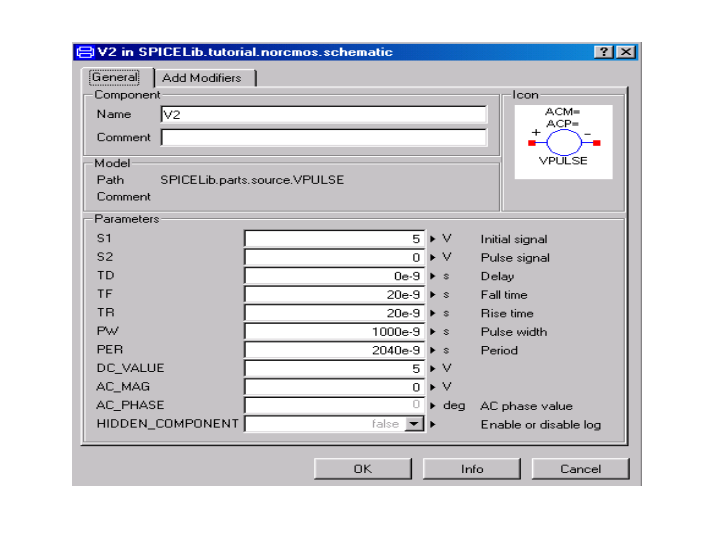 V2 in SPICELib.tutorial.norcmos.schematic
General Add Modifiers
Component
Name V2
Comment
Icon
ACM=
ACP=
+ -
VPULSE
Model
Path SPICELib.parts.source.VPULSE
Comment
Parameters
S1 5 V Initial signal
S2 0 V Pulse signal
TD 0e-9 s Delay
TF 20e-9 s Fall time
TR 20e-9 s Rise time
PW 1000e-9 s Pulse width
PER 2040e-9 s Period
DC_VALUE 5 V
AC_MAG 0 V
AC_PHASE 0 deg AC phase value
HIDDEN_COMPONENT false Enable or disable log
OK Info Cancel